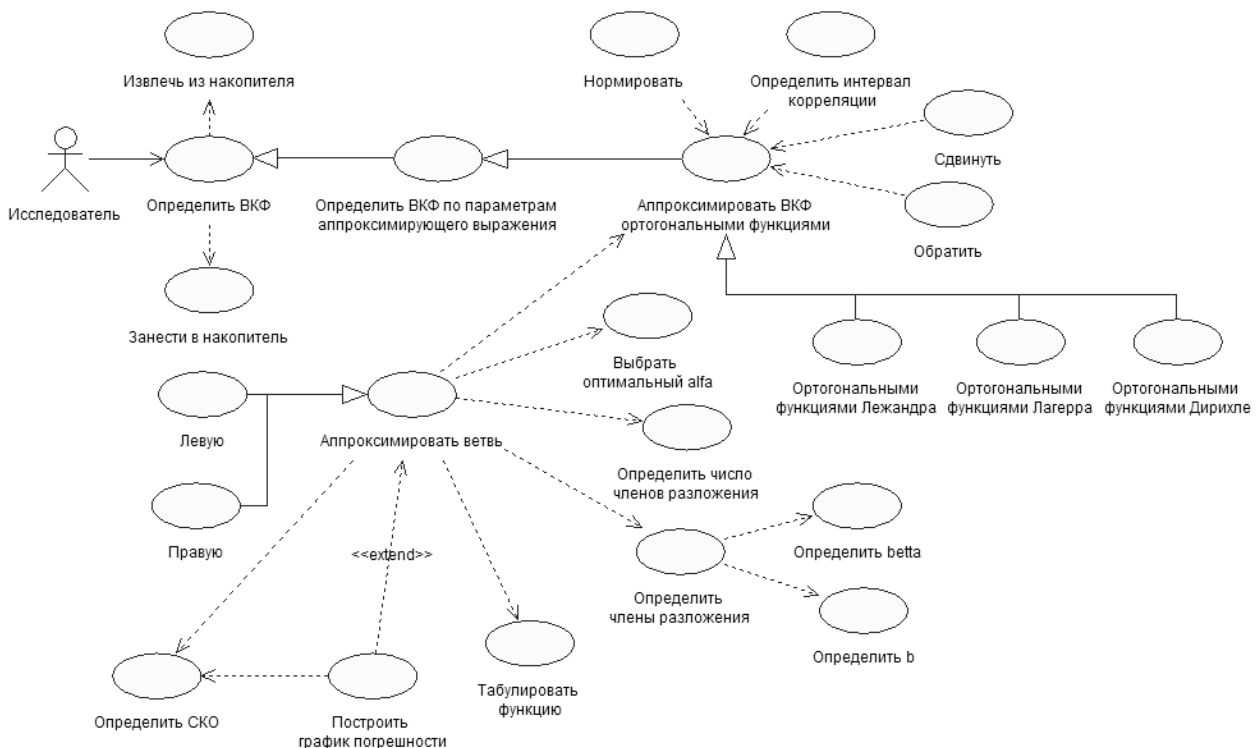 Извлечь из накопителя
Нормировать
Определить интервал
корреляции
Сдвинуть
Исследователь
Определить ВКФ
Определить ВКФ по параметрам
аппроксимирующего выражения
Аппроксимировать ВКФ
ортогональными функциями
Обратить
Занести в накопитель
Выбрать
оптимальный alfa
Ортогональными
функциями Лежандра
Ортогональными
функциями Лагерра
Ортогональными
функциями Дирихле
Левую
Аппроксимировать ветвь
Определить число
членов разложения
Правую
<<extend>>
Определить betta
Определить
члены разложения
Определить b
Табулировать
функцию
Определить СКО
Построить
график погрешности